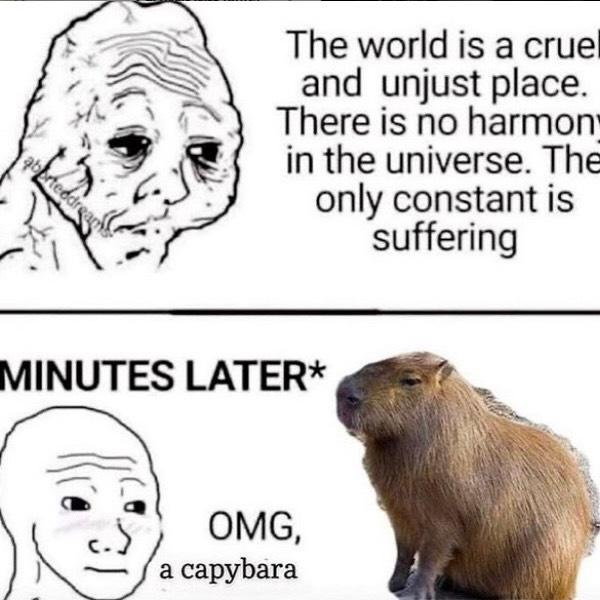 The world is a cruel
and unjust place.
There is no harmony
in the universe. The
only constant is
suffering
aborteddreams
MINUTES LATER*
OMG,
a capybara